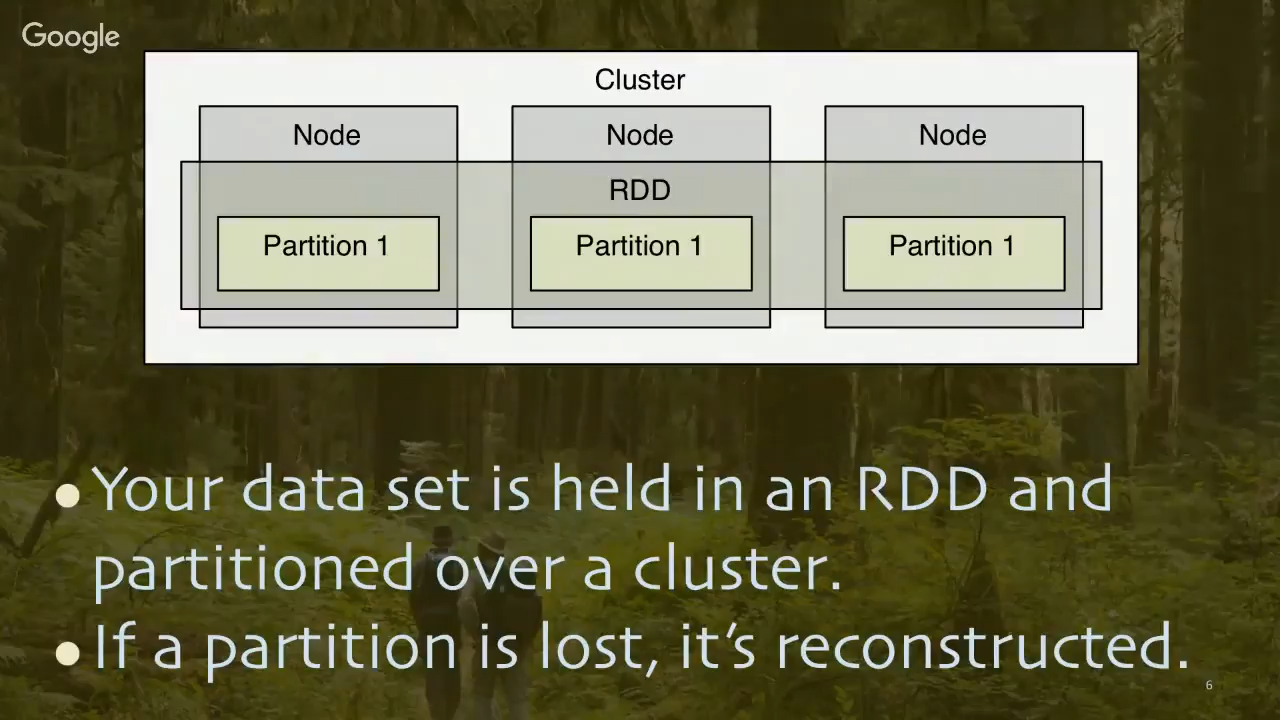 Google
Cluster
Node Node Node
RDD
Partition 1 Partition 1 Partition 1
• Your data set is held in an RDD and
partitioned over a cluster.
• If a partition is lost, it’s reconstructed.
6